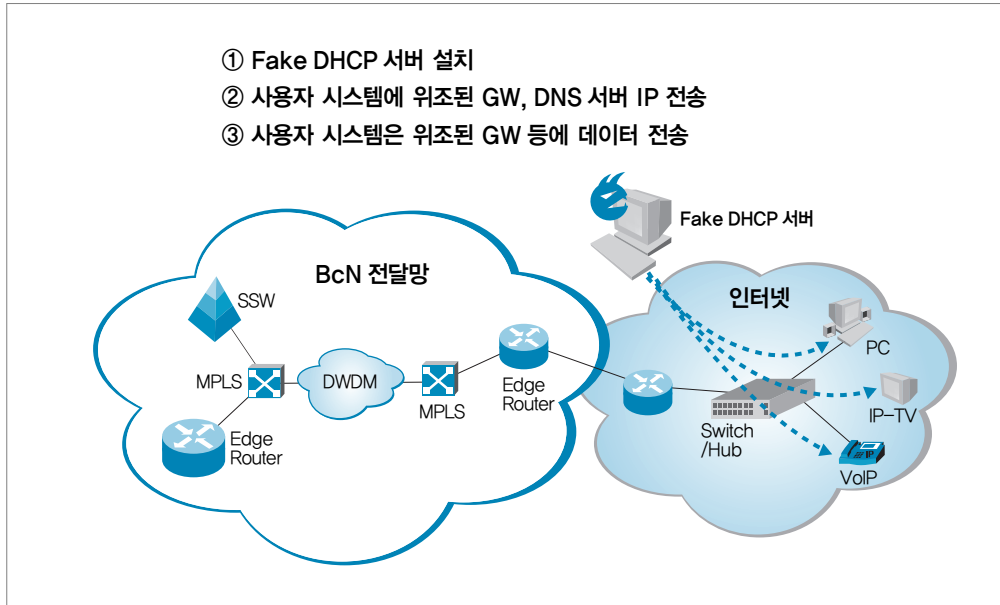 ① Fake DHCP 서버 설치
② 사용자 시스템에 위조된 GW, DNS 서버 IP 전송
③ 사용자 시스템은 위조된 GW 등에 데이터 전송
Fake DHCP 서버
BcN 전달망
인터넷
SSW
PC
MPLS
DWDM
MPLS
Edge
Router
IP-TV
Switch
/Hub
Edge
Router
IP
VoIP